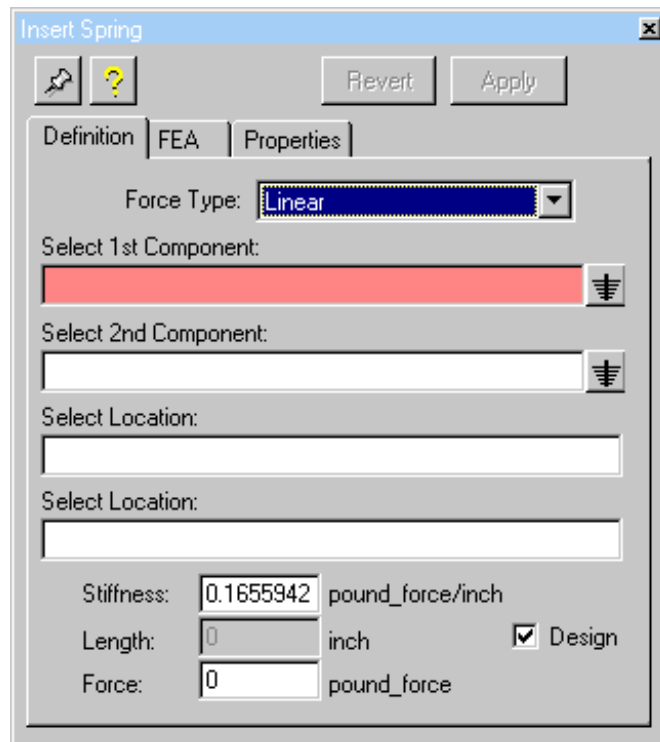 Insert Spring
Revert Apply
Definition FEA Properties
Force Type: Linear
Select 1st Component:
Select 2nd Component:
Select Location:
Select Location:
Stiffness: 0.1655942 pound_force/inch
Length: 0 inch Design
Force: 0 pound_force